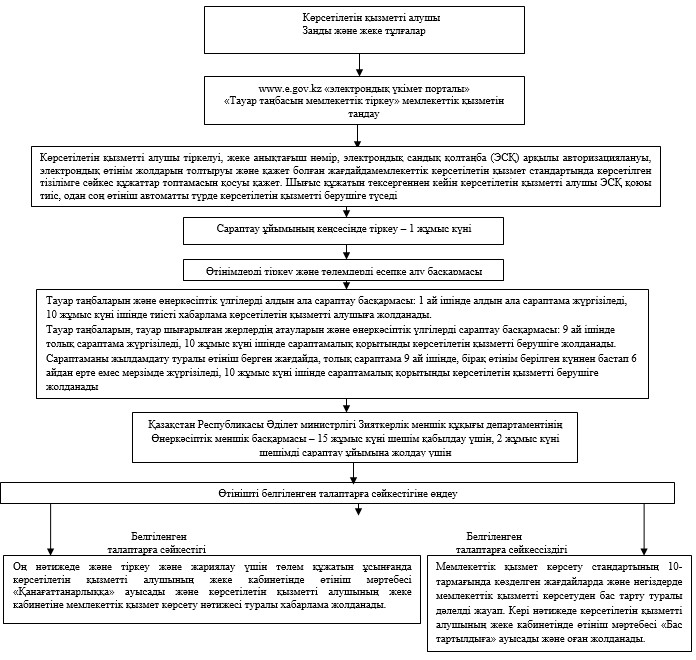 Көрсетілетін қызметті алушы
Заңды және жеке тұлғалар
www.e.gov.kz «электрондық үкімет порталы»
«Тауар таңбасын мемлекеттік тіркеу» мемлекеттік қызметін
таңдау
Көрсетілетін қызметті алушы тіркелуі, жеке анықтағыш нөмір, электрондық сандық қолтаңба (ЭСҚ) арқылы авторизациялануы,
электрондық өтінім жолдарын толтыруы және қажет болған жағдайдамемлекеттік көрсетілетін қызмет стандартында көрсетілген
тізілімге сәйкес құжаттар топтамасын қосуы қажет. Шығыс құжатын тексергеннен кейін көрсетілетін қызметті алушы ЭСҚ қоюы
тиіс, одан соң өтініш автоматты түрде көрсетілетін қызметті берушіге түседі
Сараптау ұйымының кеңсесінде тіркеу – 1 жұмыс күні
Өтінімдерді тіркеу және төлемдерді есепке алу басқармасы
Тауар таңбаларын және өнеркәсіптік үлгілерді алдын ала сараптау басқармасы: 1 ай ішінде алдын ала сараптама жүргізіледі,
10 жұмыс күні ішінде тиісті хабарлама көрсетілетін қызметті алушыға жолданады.
Тауар таңбаларын, тауар шығарылған жерлердің атауларын және өнеркәсіптік үлгілерді сараптау басқармасы: 9 ай ішінде
толық сараптама жүргізіледі, 10 жұмыс күні ішінде сараптамалық қорытынды көрсетілетін қызметті берушіге жолданады.
Сараптаманы жылдамдату туралы өтініш берген жағдайда, толық сараптама 9 ай ішінде, бірақ өтінім берілген күннен бастап 6
айдан ерте емес мерзімде жүргізіледі, 10 жұмыс күні ішінде сараптамалық қорытынды көрсетілетін қызметті берушіге
жолданады
Қазақстан Республикасы Әділет министрлігі Зияткерлік меншік құқығы департаментінің
Өнеркәсіптік меншік басқармасы – 15 жұмыс күні шешім қабылдау үшін, 2 жұмыс күні
шешімді сараптау ұйымына жолдау үшін
Өтінішті белгіленген талаптарға сәйкестігіне өңдеу
Белгіленген
талаптарға сәйкестігі
Белгіленген
талаптарға сәйкессіздігі
Оң нәтижеде және тіркеу және жариялау үшін төлем құжатын ұсынғанда
көрсетілетін қызметті алушының жеке кабинетінде өтініш мәртебесі
«Қанағаттанарлыққа» ауысады және көрсетілетін қызметті алушының жеке
кабинетіне мемлекеттік қызмет көрсету нәтижесі туралы хабарлама жолданады.
Мемлекеттік қызмет көрсету стандартының 10-
тармағында көзделген жағдайларда және негіздерде
мемлекеттік қызметті көрсетуден бас тарту туралы
дәлелді жауап. Кері нәтижеде көрсетілетін қызметті
алушының жеке кабинетінде өтініш мәртебесі «Бас
тартылдыға» ауысады және оған жолданады.